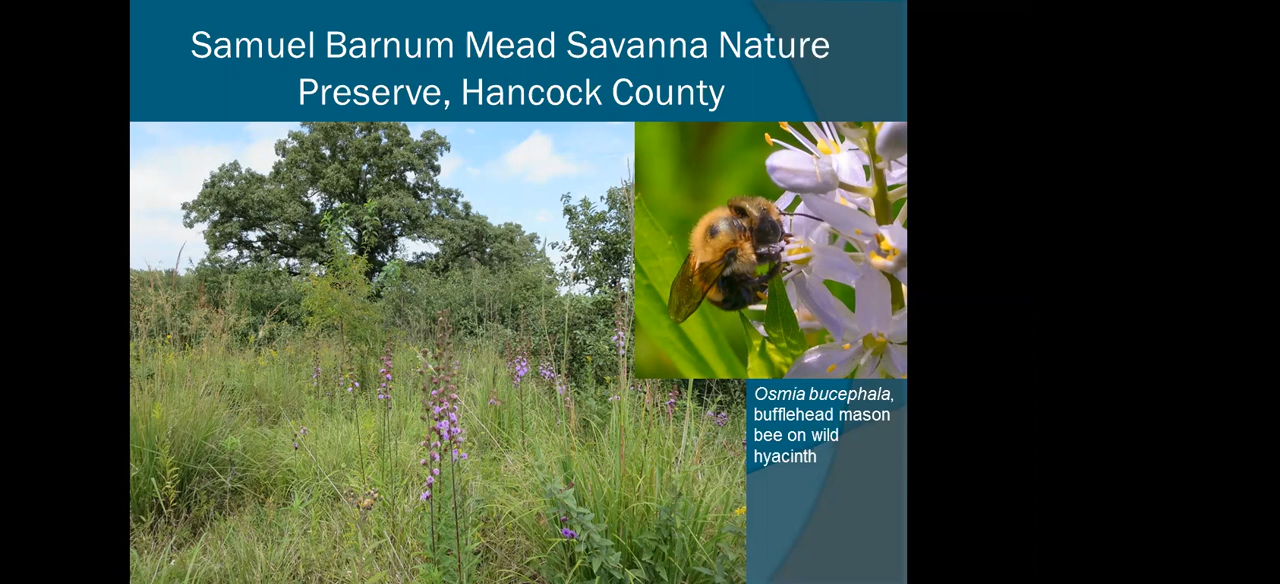 Samuel Barnum Mead Savanna Nature
Preserve, Hancock County
Osmia bucephala,
bufflehead mason
bee on wild
hyacinth